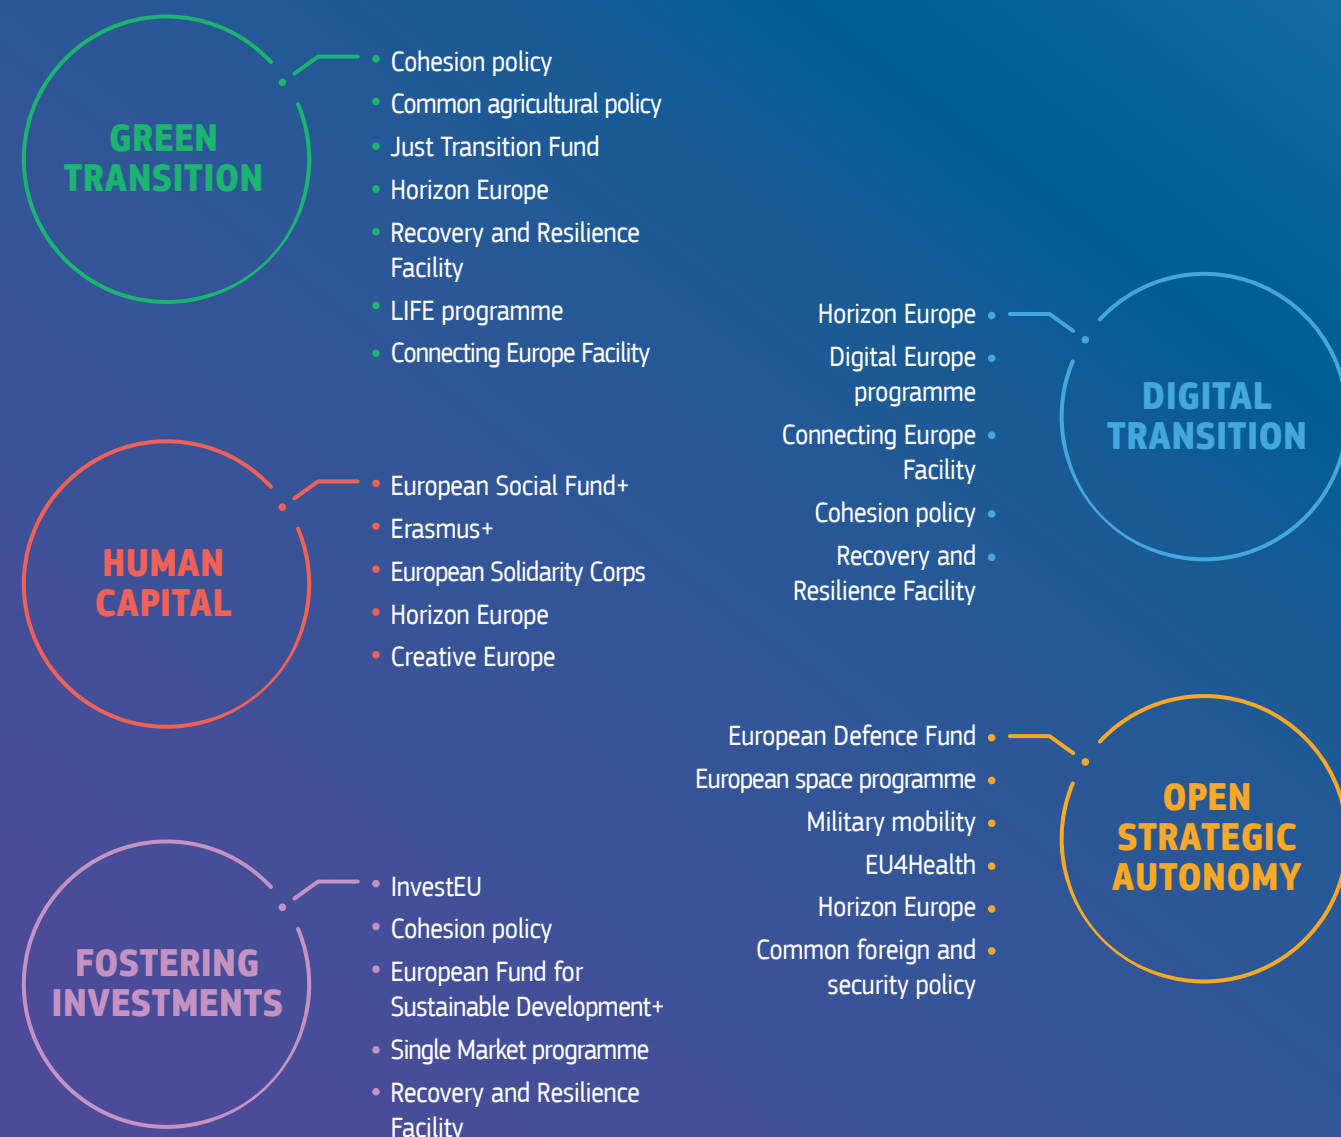 GREEN
TRANSITION
Cohesion policy
Common agricultural policy
Just Transition Fund
Horizon Europe
Recovery and Resilience
Facility
LIFE programme
Connecting Europe Facility
DIGITAL
TRANSITION
Horizon Europe
Digital Europe
programme
Connecting Europe
Facility
Cohesion policy
Recovery and
Resilience Facility
HUMAN
CAPITAL
European Social Fund+
Erasmus+
European Solidarity Corps
Horizon Europe
Creative Europe
OPEN
STRATEGIC
AUTONOMY
European Defence Fund
European space programme
Military mobility
EU4Health
Horizon Europe
Common foreign and
security policy
FOSTERING
INVESTMENTS
InvestEU
Cohesion policy
European Fund for
Sustainable Development+
Single Market programme
Recovery and Resilience
Facility